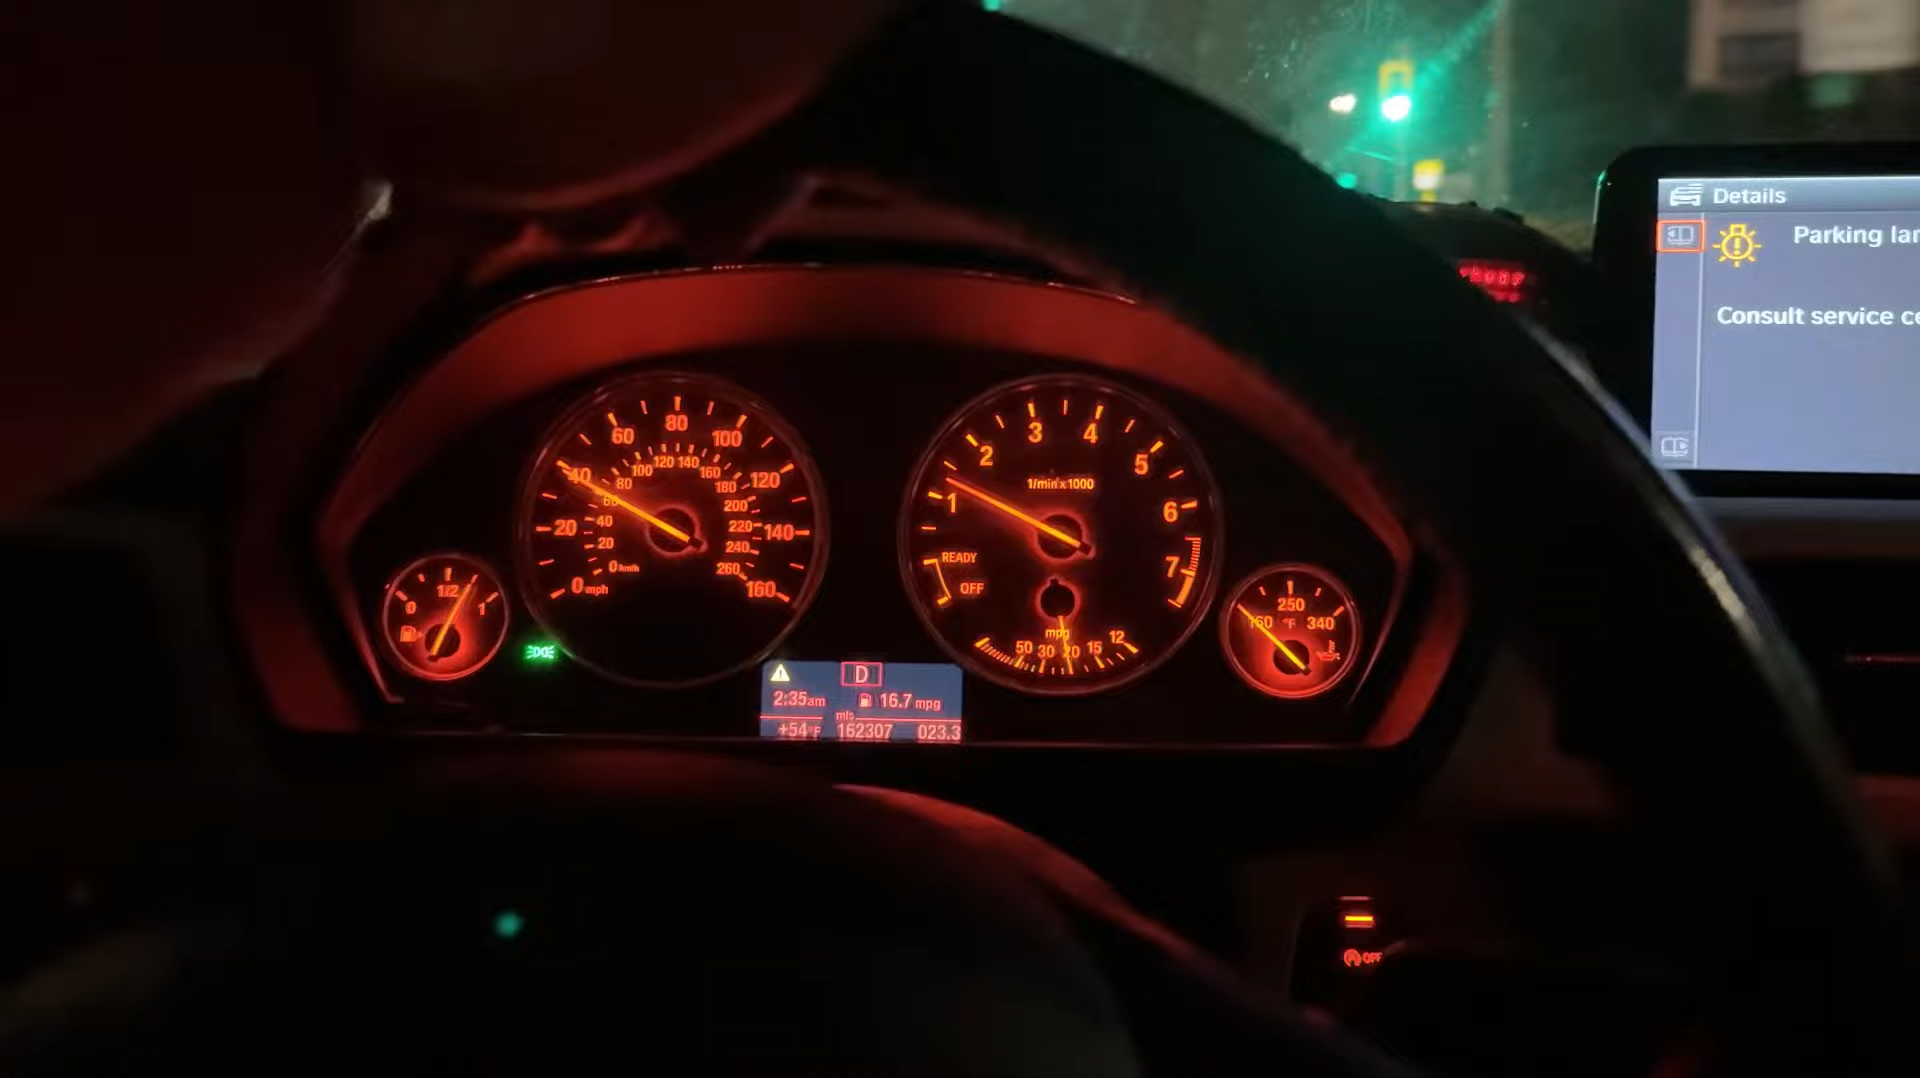 Details
Parking lar
Consult service ce
80
60
100
40
120
20
140
0 mph
160
120
140
100
160
80
180
60
200
40
220
20
240
0 km/h
260
3
4
2
5
1/min x 1000
1
6
7
READY
OFF
mpg
50 30 20 15 12
1/2
0
1
250
160 °F 340
D
2:35am
16.7 mpg
mls
+54°F
162307
023.3
OFF